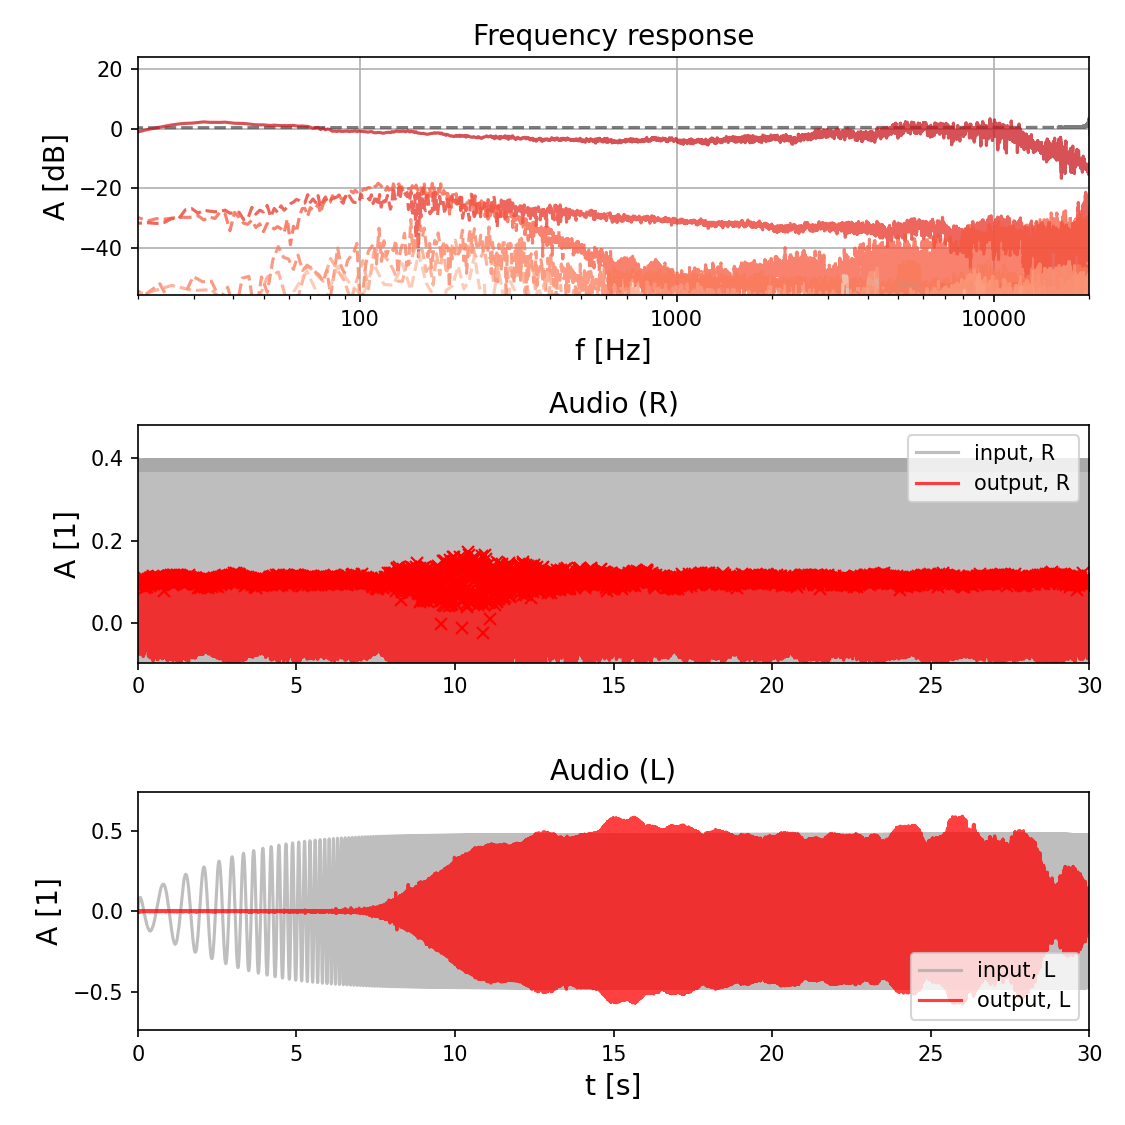 Frequency response
20
0
−20
−40
A [dB]
100
1000
10000
f [Hz]
Audio (R)
input, R
output, R
0.4
0.2
0.0
A [1]
0
5
10
15
20
25
30
Audio (L)
0.5
0.0
−0.5
A [1]
input, L
output, L
0
5
10
15
20
25
30
t [s]